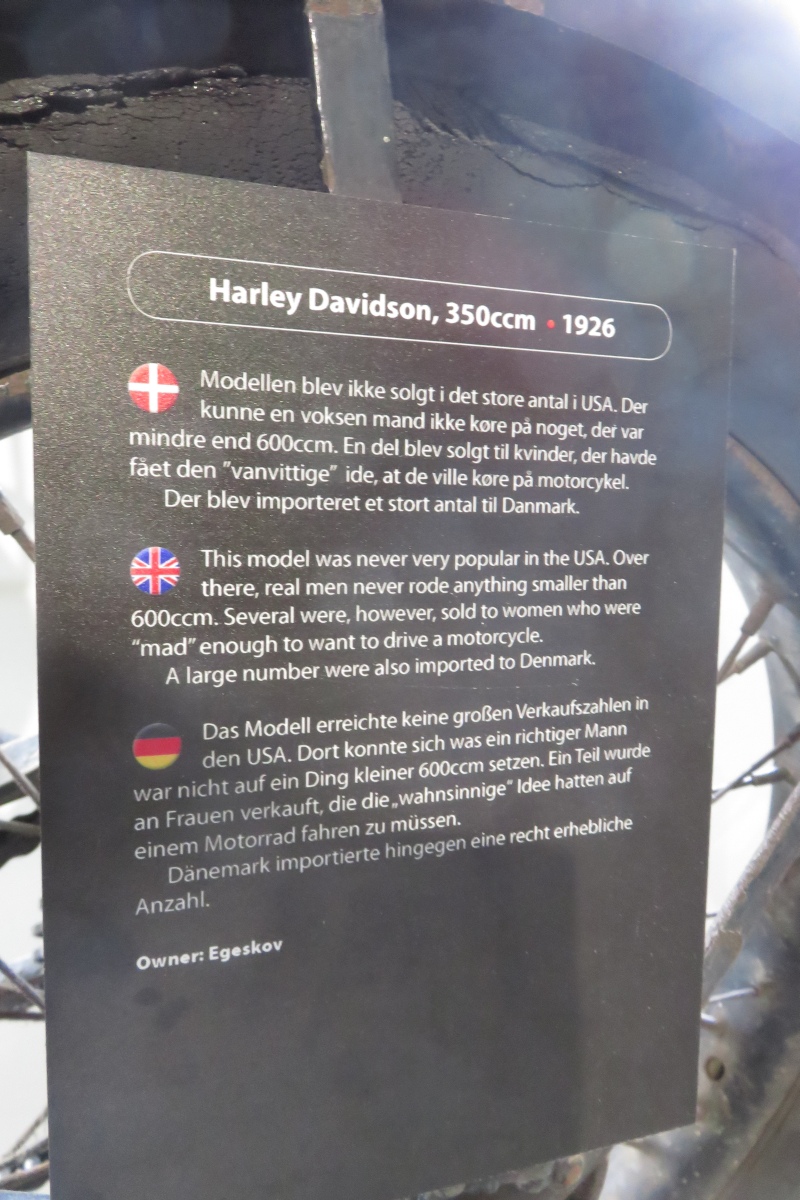 Harley Davidson, 350ccm • 1926
Modellen blev ikke solgt i det store antal i USA. Der
kunne en voksen mand ikke køre på noget, der var
mindre end 600ccm. En del blev solgt til kvinder, der havde
fået den "vanvittige" ide, at de ville køre på motorcykel.
Der blev importeret et stort antal til Danmark.
This model was never very popular in the USA. Over
there, real men never rode anything smaller than
600ccm. Several were, however, sold to women who were
"mad" enough to want to drive a motorcycle.
A large number were also imported to Denmark.
Das Modell erreichte keine großen Verkaufszahlen in
den USA. Dort konnte sich was ein richtiger Mann
war nicht auf ein Ding kleiner 600ccm setzen. Ein Teil wurde
an Frauen verkauft, die die „wahnsinnige" Idee hatten auf
einem Motorrad fahren zu müssen.
Dänemark importierte hingegen eine recht erhebliche
Anzahl.
Owner: Egeskov